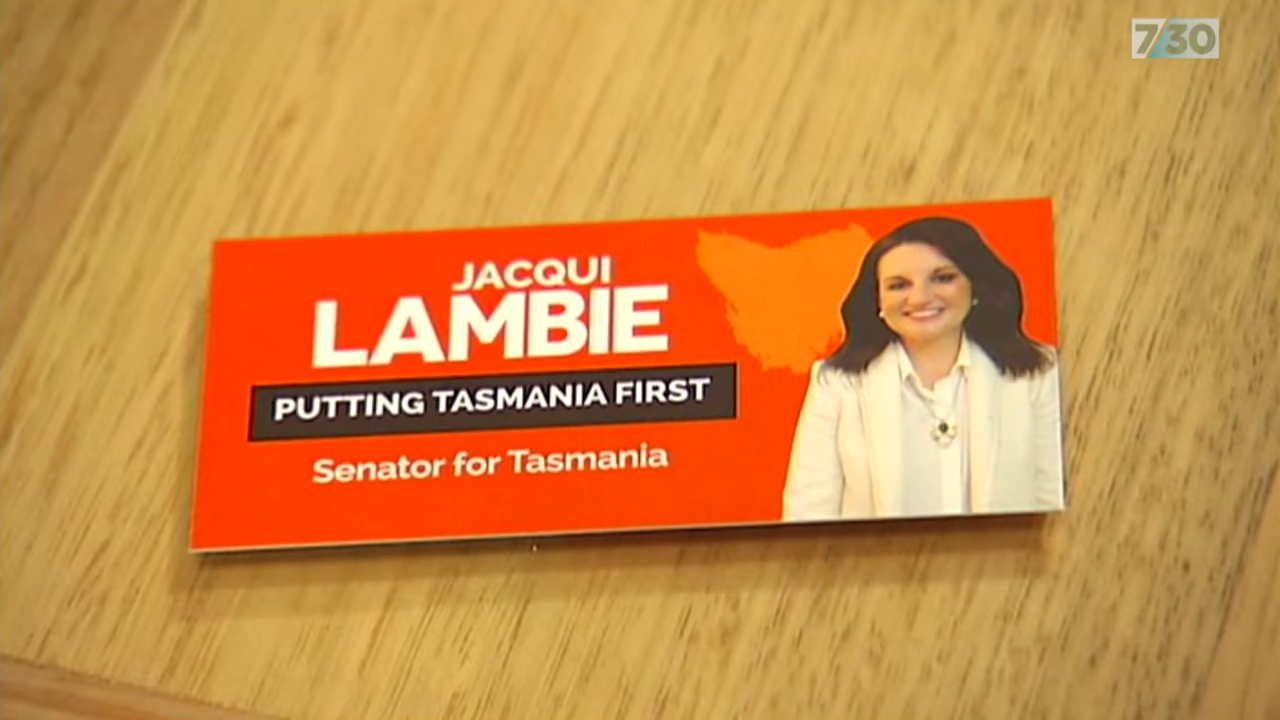 7.30
JACQUI
LAMBIE
PUTTING TASMANIA FIRST
Senator for Tasmania